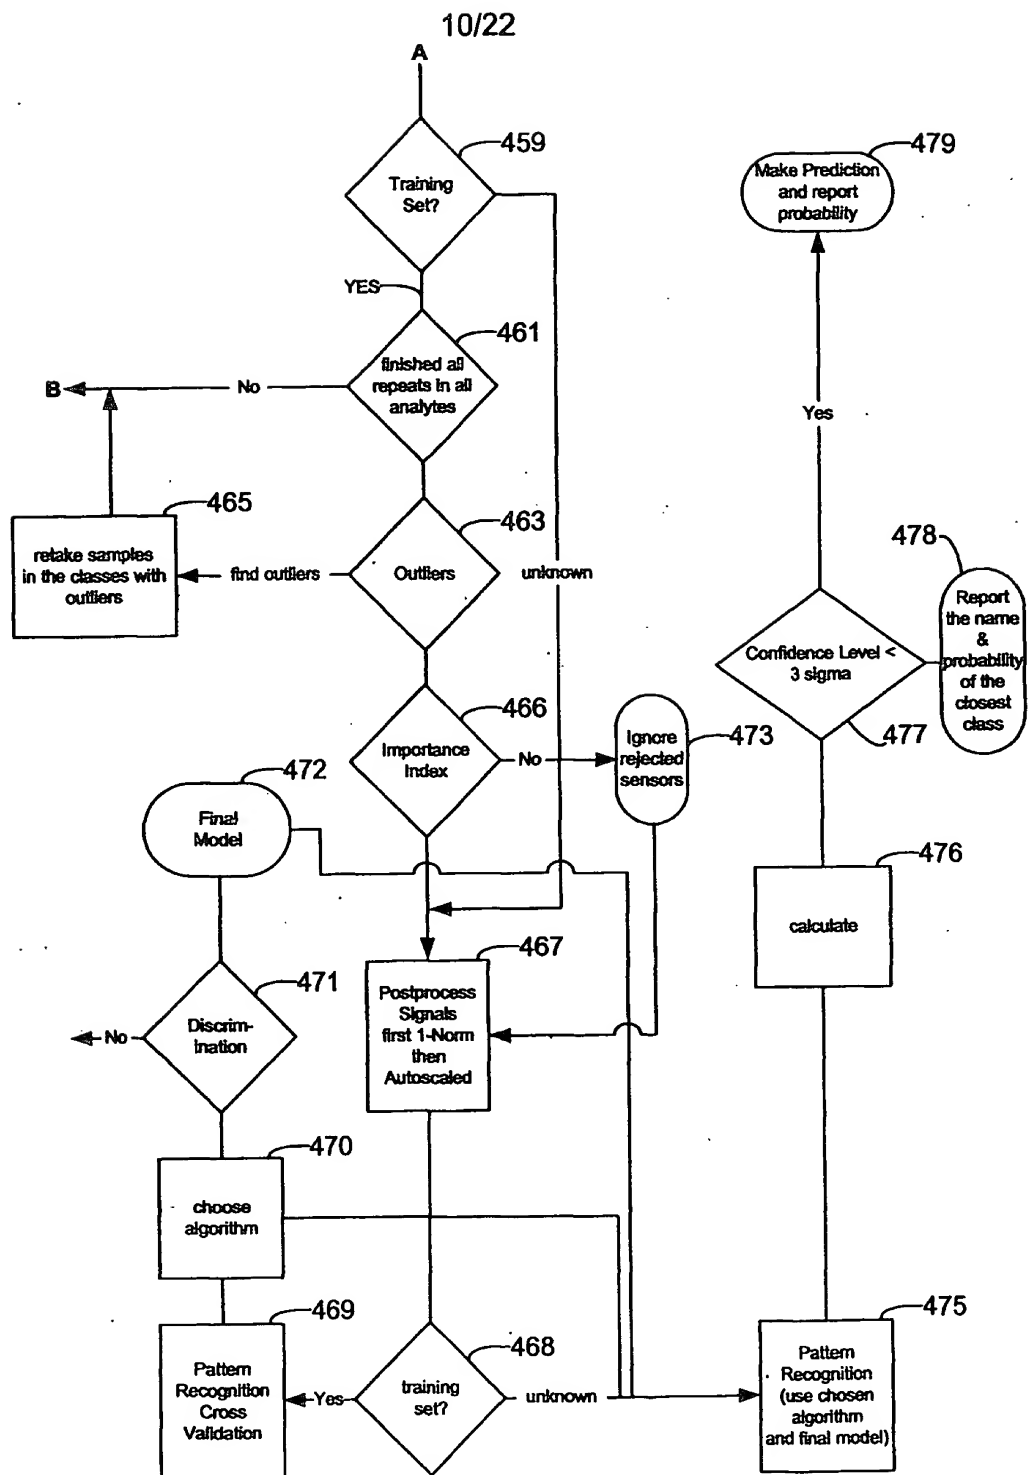 10/22
A
459
Training
Set?
YES
461
finished all
repeats in all
analytes
B
No
465
retake samples
in the classes with
outliers
463
Outliers
find outliers
unknown
466
Importance
Index
No
Ignore
rejected
sensors
473
472
Final
Model
471
Discrim-
ination
No
467
Postprocess
Signals
first 1-Norm
then
Autoscaled
470
choose
algorithm
469
Pattern
Recognition
Cross
Validation
468
training
set?
Yes
unknown
479
Make Prediction
and report
probability
Yes
478
Report
the name
&
probability
of the
closest
class
Confidence Level <
3 sigma
477
476
calculate
475
Pattern
Recognition
(use chosen
algorithm
and final model)